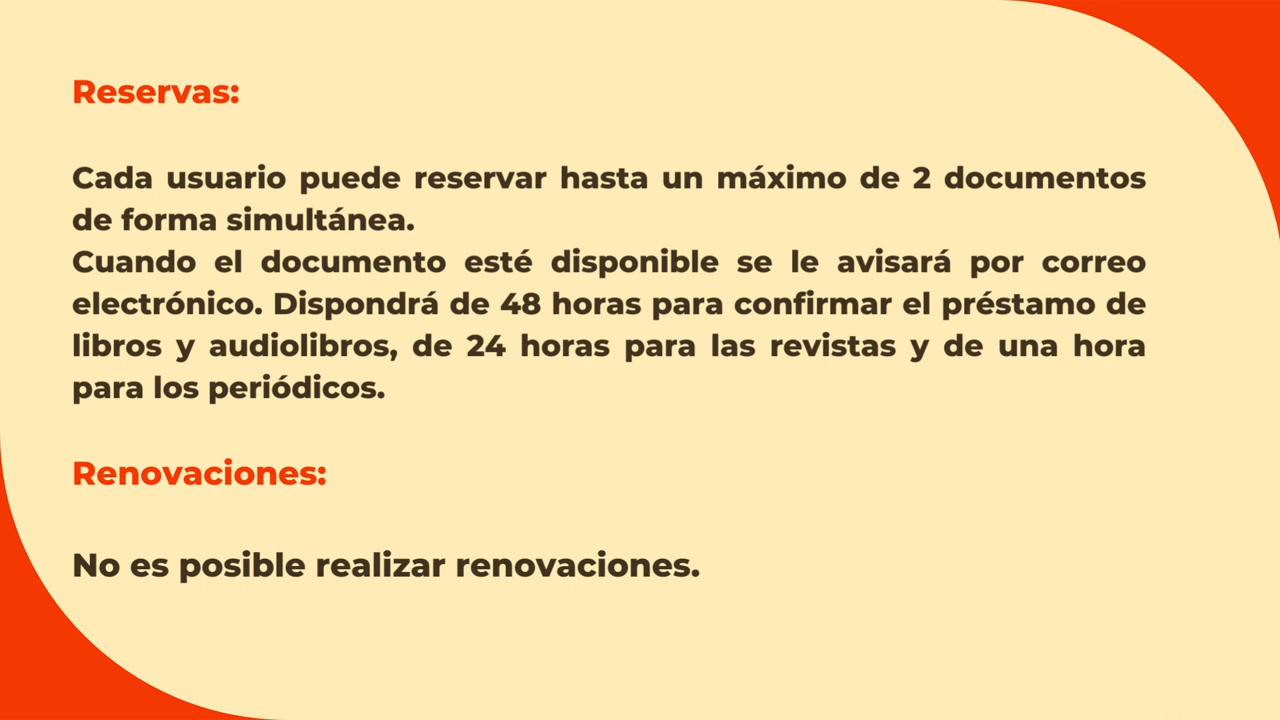 Reservas:
Cada usuario puede reservar hasta un máximo de 2 documentos
de forma simultánea.
Cuando el documento esté disponible se le avisará por correo
electrónico. Dispondrá de 48 horas para confirmar el préstamo de
libros y audiolibros, de 24 horas para las revistas y de una hora
para los periódicos.
Renovaciones:
No es posible realizar renovaciones.